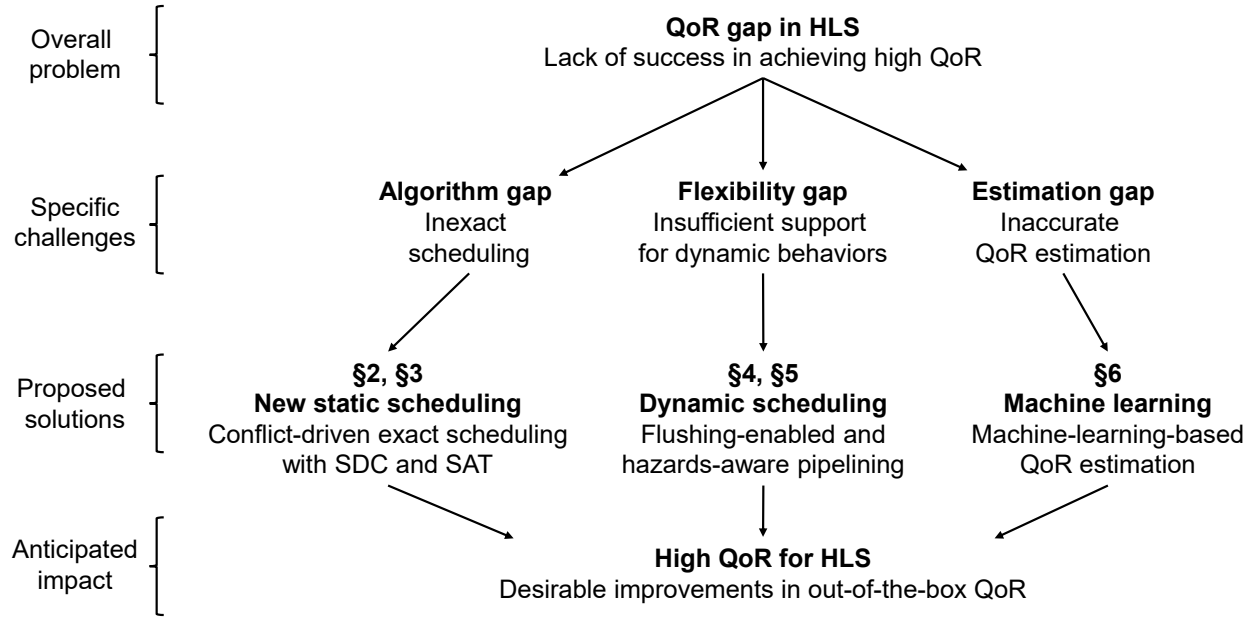 Overall
problem
QoR gap in HLS
Lack of success in achieving high QoR
Specific
challenges
Algorithm gap
Inexact
scheduling
Flexibility gap
Insufficient support
for dynamic behaviors
Estimation gap
Inaccurate
QoR estimation
Proposed
solutions
§2, §3
New static scheduling
Conflict-driven exact scheduling
with SDC and SAT
§4, §5
Dynamic scheduling
Flushing-enabled and
hazards-aware pipelining
§6
Machine learning
Machine-learning-based
QoR estimation
Anticipated
impact
High QoR for HLS
Desirable improvements in out-of-the-box QoR